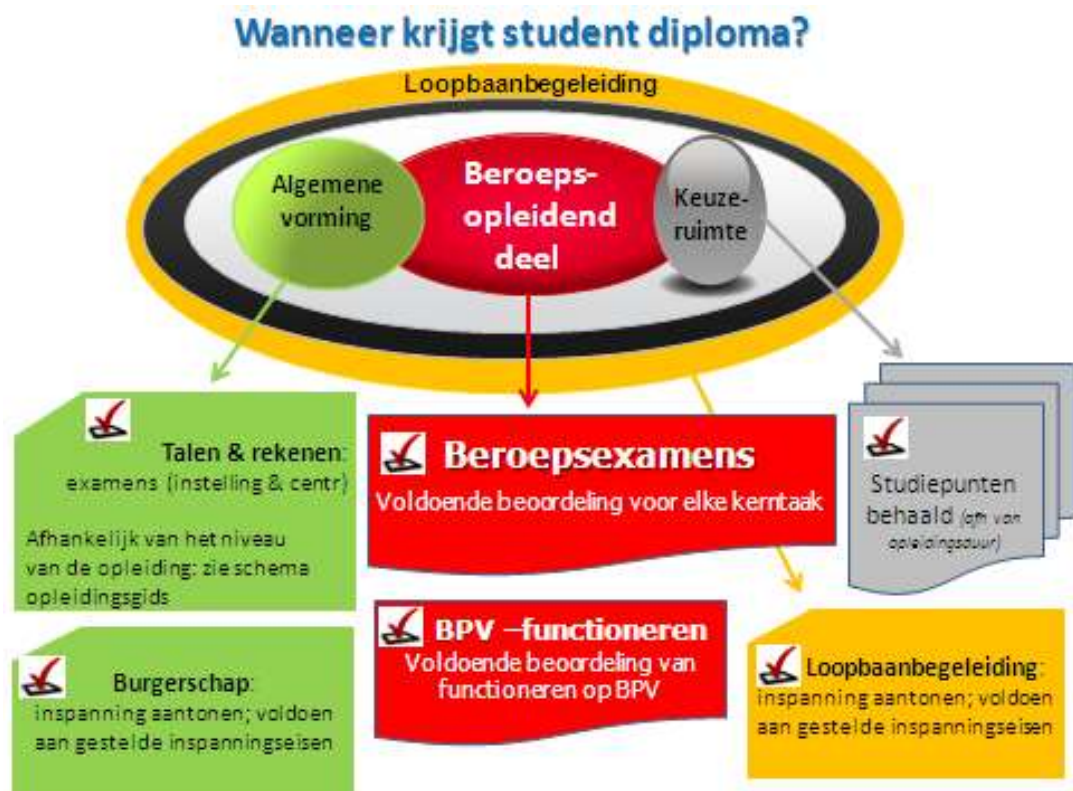 Wanneer krijgt student diploma?
Loopbaanbegeleiding
Algemene
vorming
Beroeps-
opleidend
deel
Keuze-
ruimte
Talen & rekenen:
examens (instelling & centr)
Afhankelijk van het niveau
van de opleiding: zie schema
opleidingsgids
Beroepsexamens
Voldoende beoordeling voor elke kerntaak
Studiepunten
behaald (afh van
opleidingsduur)
Burgerschap:
inspanning aantonen; voldoen
aan gestelde inspanningseisen
BPV –functioneren
Voldoende beoordeling van
functioneren op BPV
Loopbaanbegeleiding:
inspanning aantonen; voldoen
aan gestelde inspanningseisen